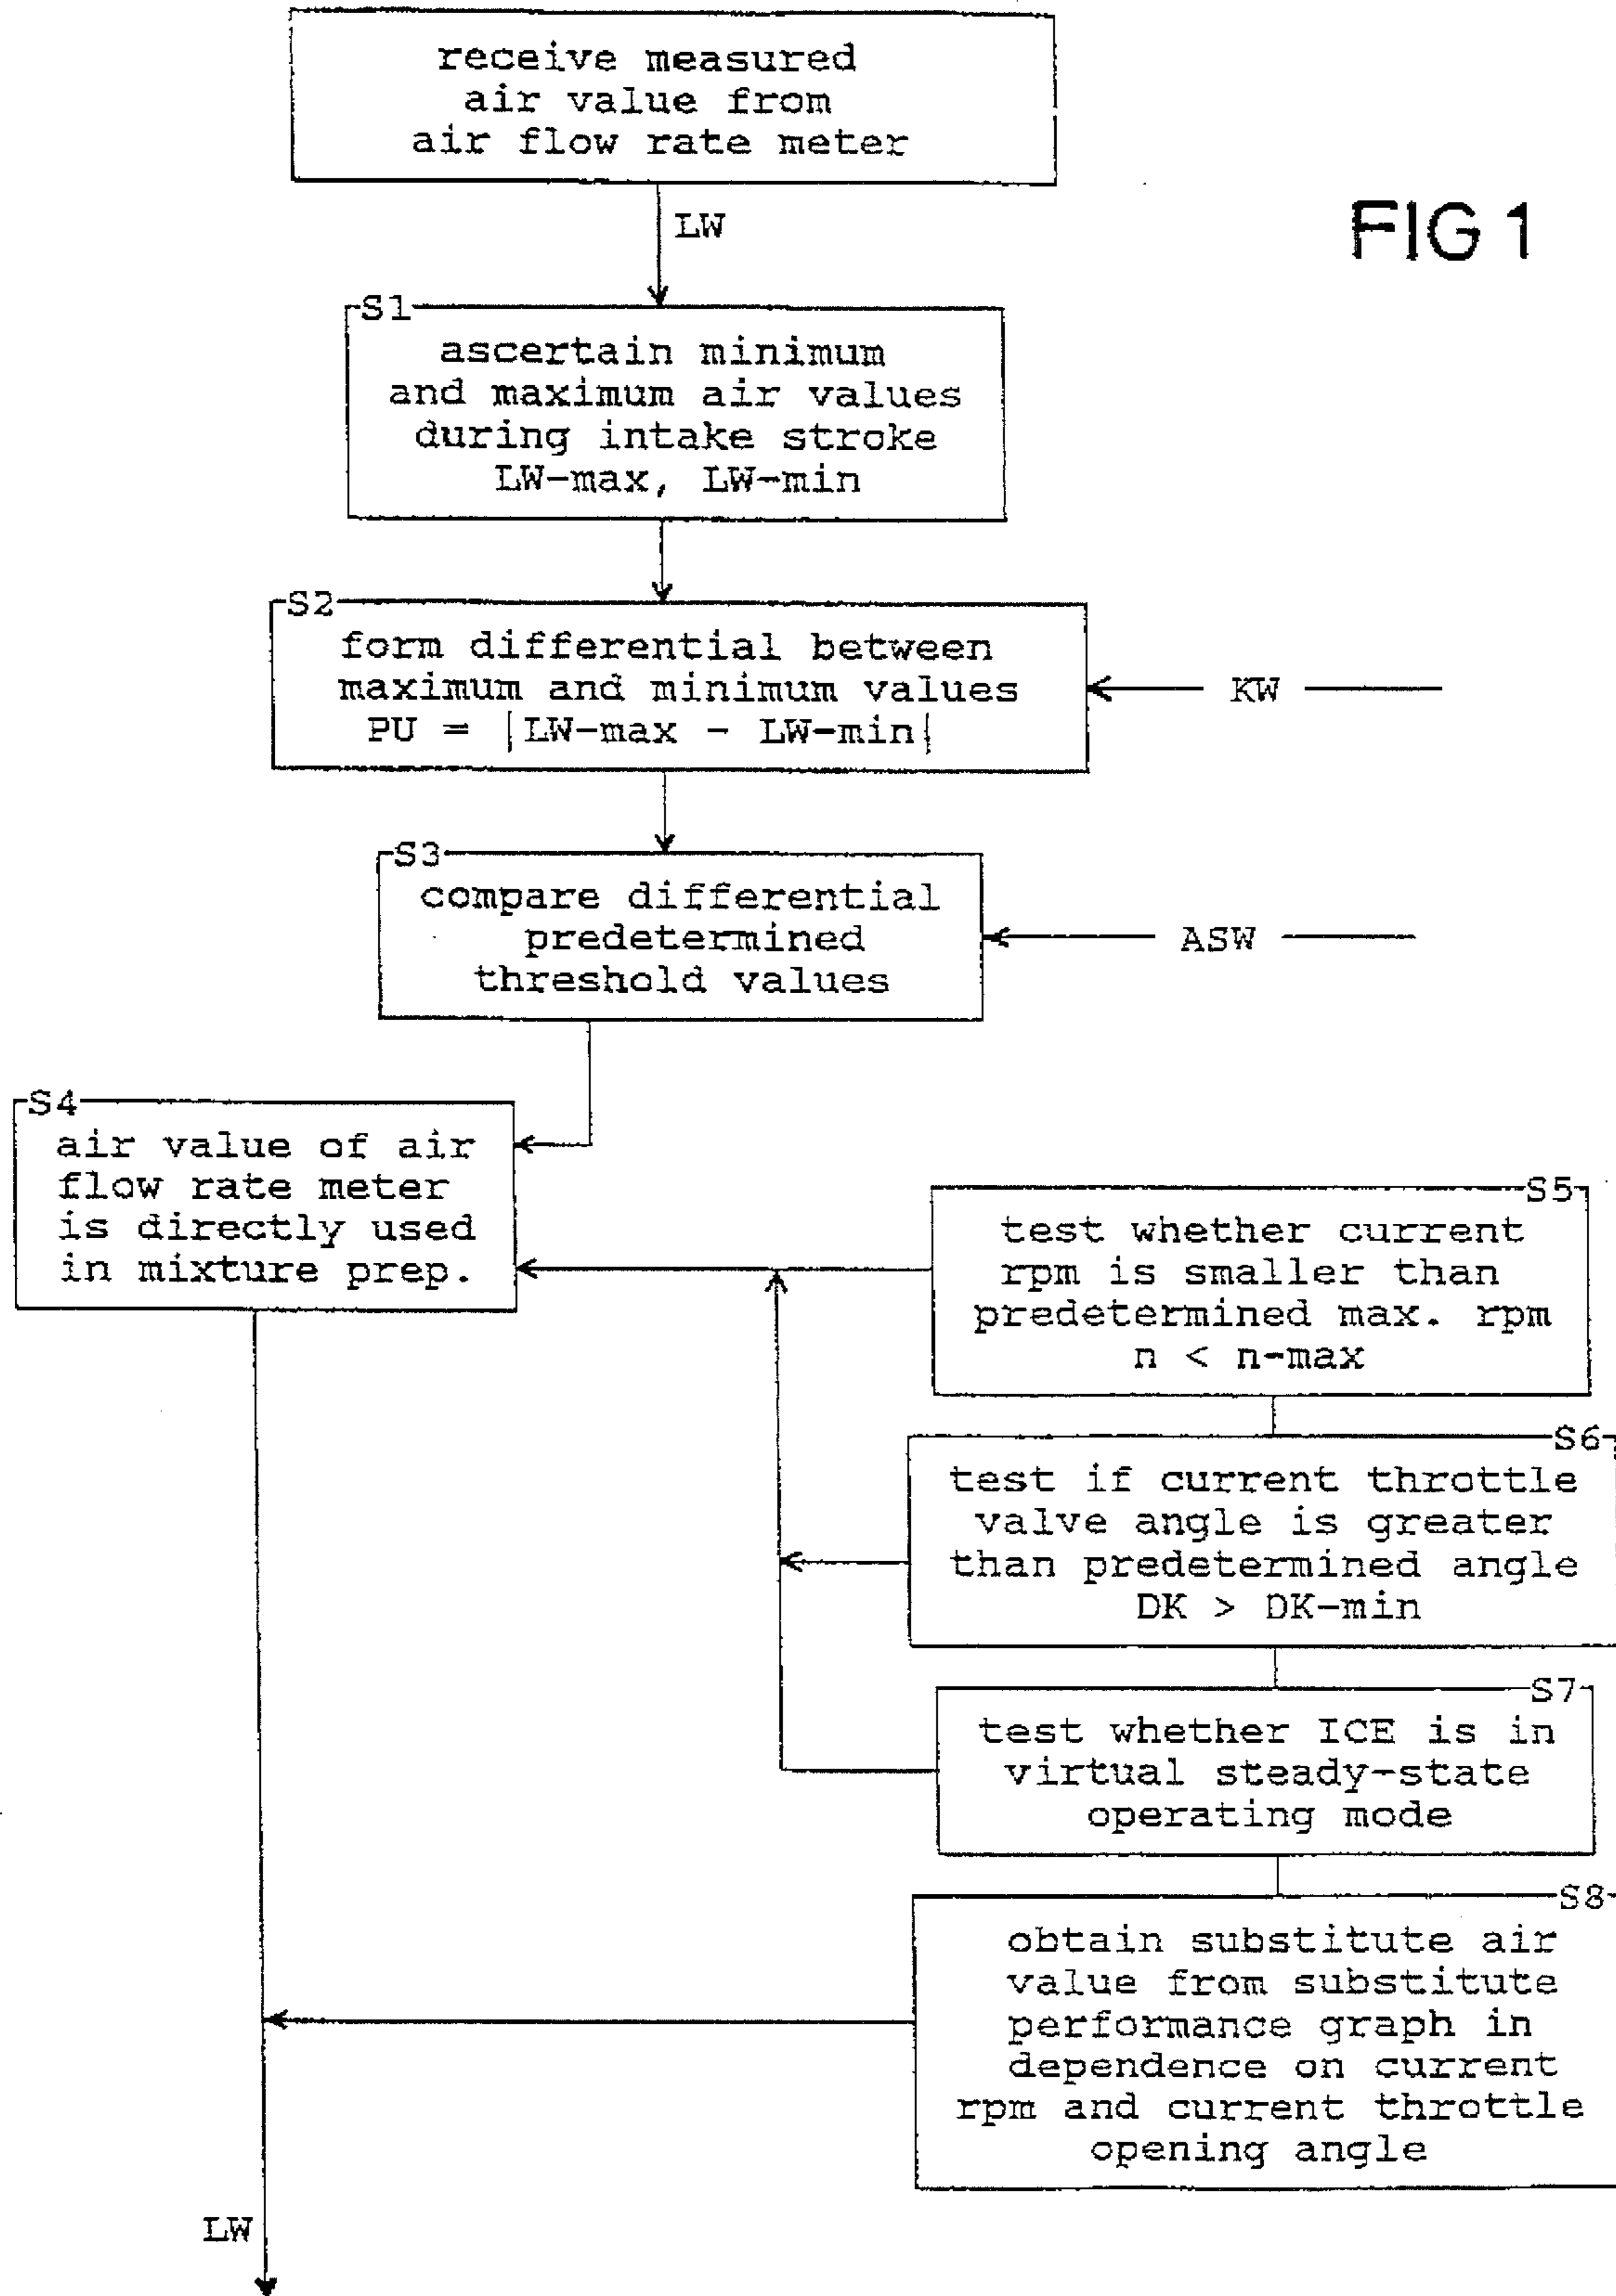 receive measured
air value from
air flow rate meter
LW
FIG 1
S1
ascertain minimum
and maximum air values
during intake stroke
LW-max, LW-min
S2
form differential between
maximum and minimum values
PU = |LW-max - LW-min|
KW
S3
compare differential
predetermined
threshold values
ASW
S4
air value of air
flow rate meter
is directly used
in mixture prep.
S5
test whether current
rpm is smaller than
predetermined max. rpm
n < n-max
S6
test if current throttle
valve angle is greater
than predetermined angle
DK > DK-min
S7
test whether ICE is in
virtual steady-state
operating mode
S8
obtain substitute air
value from substitute
performance graph in
dependence on current
rpm and current throttle
opening angle
LW